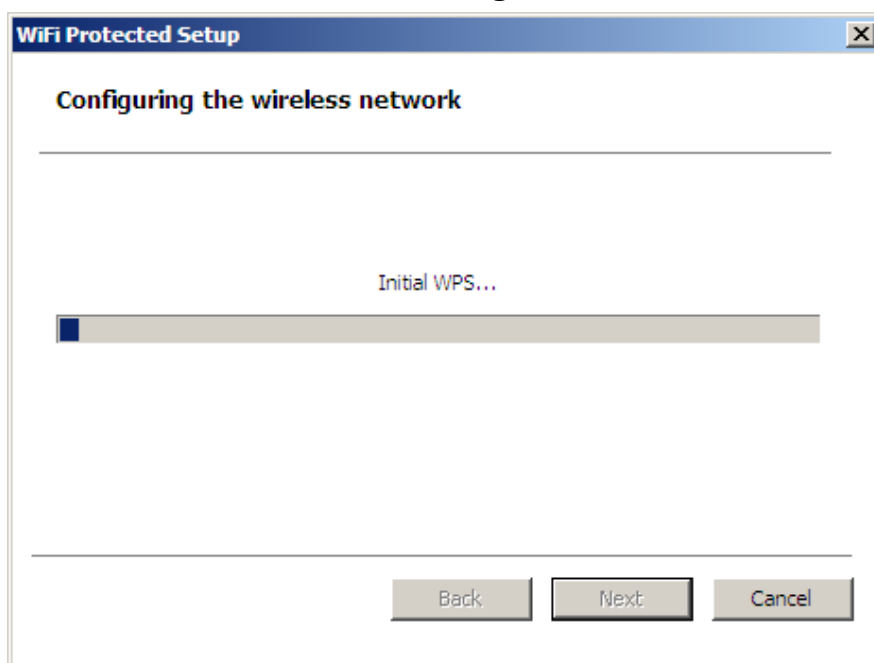 WiFi Protected Setup
Configuring the wireless network
Initial WPS...
Back Next Cancel